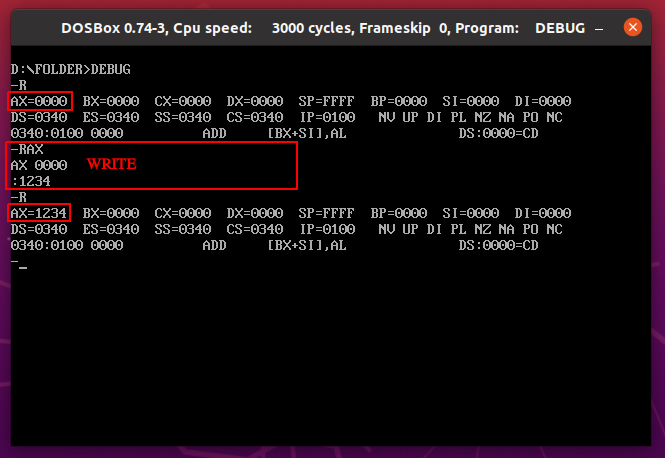 DOSBox 0.74-3, Cpu speed: 3000 cycles, Frameskip 0, Program: DEBUG
D:\FOLDER>DEBUG
-R
AX=0000 BX=0000 CX=0000 DX=0000 SP=FFFF BP=0000 SI=0000 DI=0000
DS=0340 ES=0340 SS=0340 CS=0340 IP=0100 NV UP DI PL NZ NA PO NC
0340:0100 0000 ADD [BX+SI],AL DS:0000=CD
-RAX
AX 0000 WRITE
:1234
-R
AX=1234 BX=0000 CX=0000 DX=0000 SP=FFFF BP=0000 SI=0000 DI=0000
DS=0340 ES=0340 SS=0340 CS=0340 IP=0100 NV UP DI PL NZ NA PO NC
0340:0100 0000 ADD [BX+SI],AL DS:0000=CD
-_